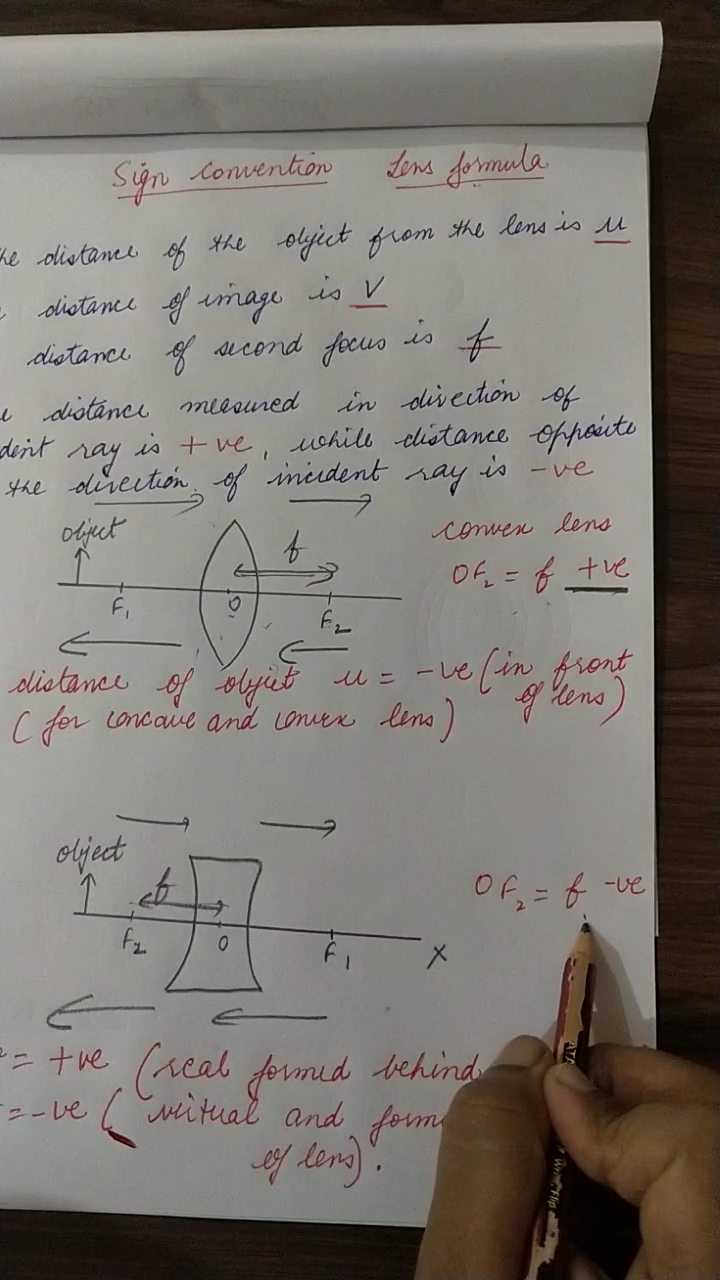 Sign convention Lens formula
he distance of the object from the lens is u
distance of image is V
distance of second focus is f
distance measured in direction of
dent ray is +ve, while distance opposite
the direction of incident ray is -ve
object
f
convex lens
OF2 = f +ve
F1 O F2
distance of object u = -ve (in front
of lens)
(for concave and convex lens)
object
f
OF2 = f -ve
F2 O F1 X
= +ve (real formed behind
= -ve ( virtual and form
of lens).